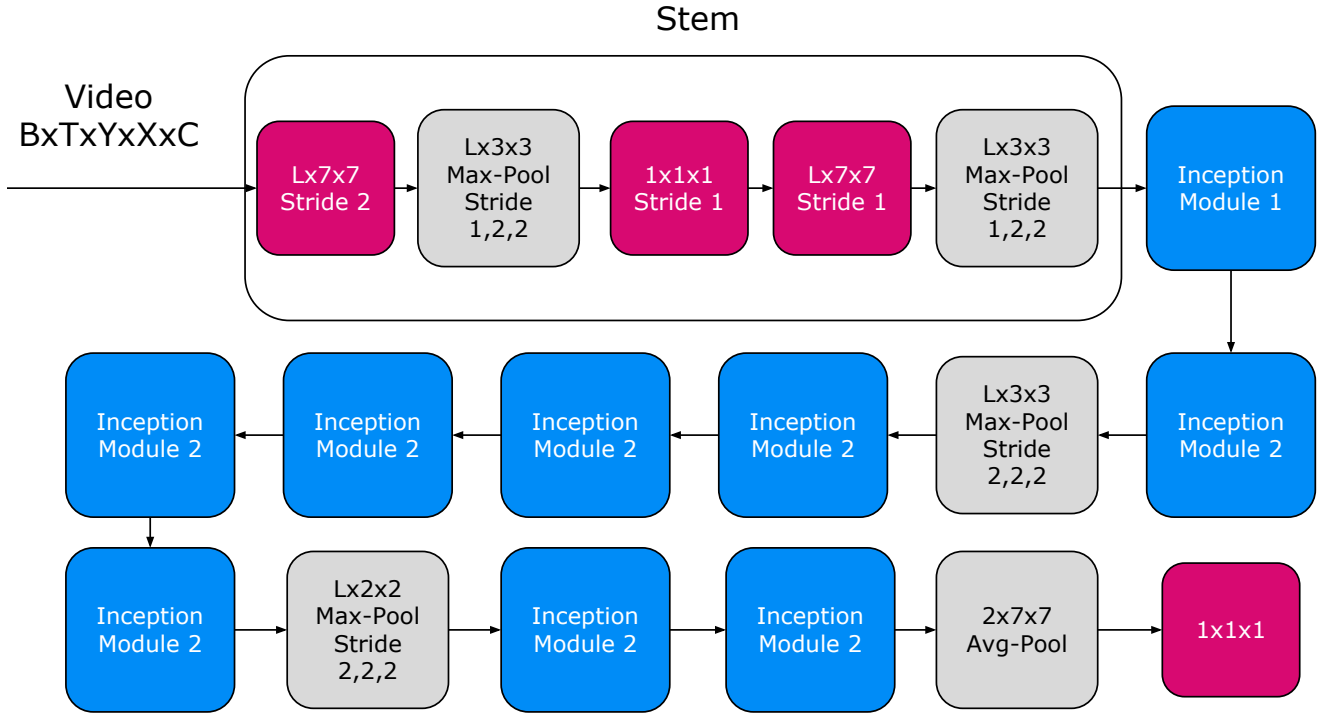 Stem
Video
BxTxYxXxC
Lx7x7
Stride 2
Lx3x3
Max-Pool
Stride
1,2,2
1x1x1
Stride 1
Lx7x7
Stride 1
Lx3x3
Max-Pool
Stride
1,2,2
Inception
Module 1
Inception
Module 2
Lx3x3
Max-Pool
Stride
2,2,2
Inception
Module 2
Inception
Module 2
Inception
Module 2
Inception
Module 2
Inception
Module 2
Lx2x2
Max-Pool
Stride
2,2,2
Inception
Module 2
Inception
Module 2
2x7x7
Avg-Pool
1x1x1